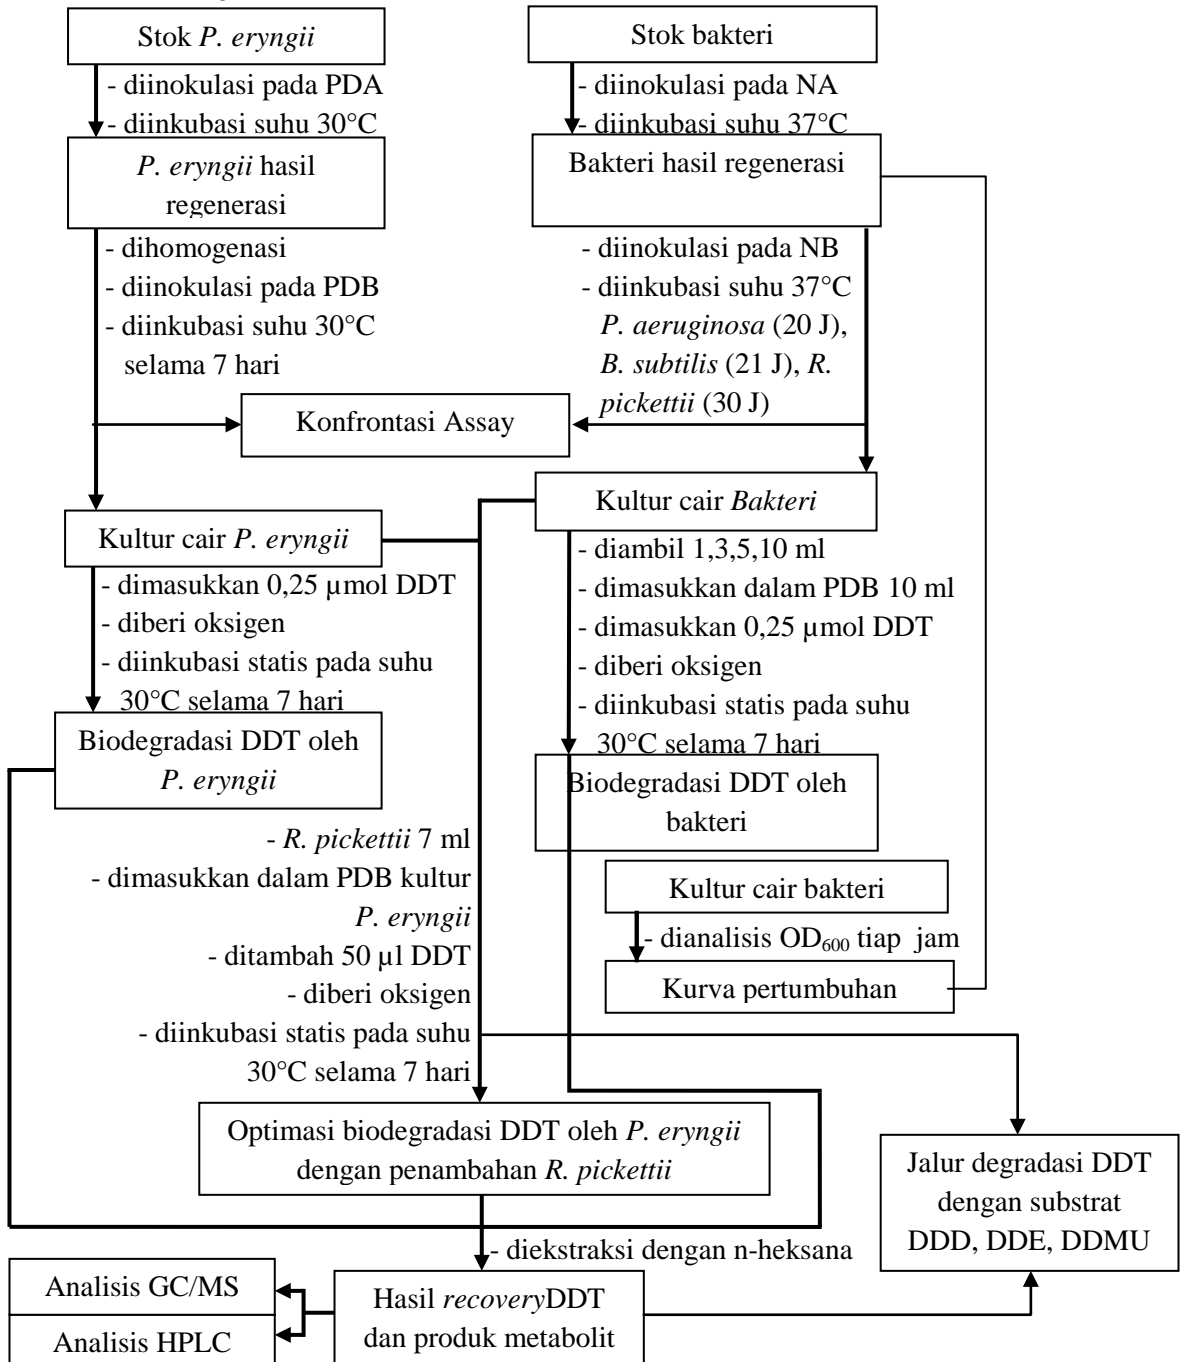 Stok P. eryngii
- diinokulasi pada PDA
- diinkubasi suhu 30°C
P. eryngii hasil
regenerasi
- dihomogenasi
- diinokulasi pada PDB
- diinkubasi suhu 30°C
selama 7 hari
Stok bakteri
- diinokulasi pada NA
- diinkubasi suhu 37°C
Bakteri hasil regenerasi
- diinokulasi pada NB
- diinkubasi suhu 37°C
P. aeruginosa (20 J),
B. subtilis (21 J), R.
pickettii (30 J)
Konfrontasi Assay
Kultur cair P. eryngii
- dimasukkan 0,25 µmol DDT
- diberi oksigen
- diinkubasi statis pada suhu
30°C selama 7 hari
Biodegradasi DDT oleh
P. eryngii
Kultur cair Bakteri
- diambil 1,3,5,10 ml
- dimasukkan dalam PDB 10 ml
- dimasukkan 0,25 µmol DDT
- diberi oksigen
- diinkubasi statis pada suhu
30°C selama 7 hari
Biodegradasi DDT oleh
bakteri
- R. pickettii 7 ml
- dimasukkan dalam PDB kultur
P. eryngii
- ditambah 50 µl DDT
- diberi oksigen
- diinkubasi statis pada suhu
30°C selama 7 hari
Kultur cair bakteri
- dianalisis OD₆₀₀ tiap jam
Kurva pertumbuhan
Optimasi biodegradasi DDT oleh P. eryngii
dengan penambahan R. pickettii
Jalur degradasi DDT
dengan substrat
DDD, DDE, DDMU
- diekstraksi dengan n-heksana
Analisis GC/MS
Analisis HPLC
Hasil recoveryDDT
dan produk metabolit